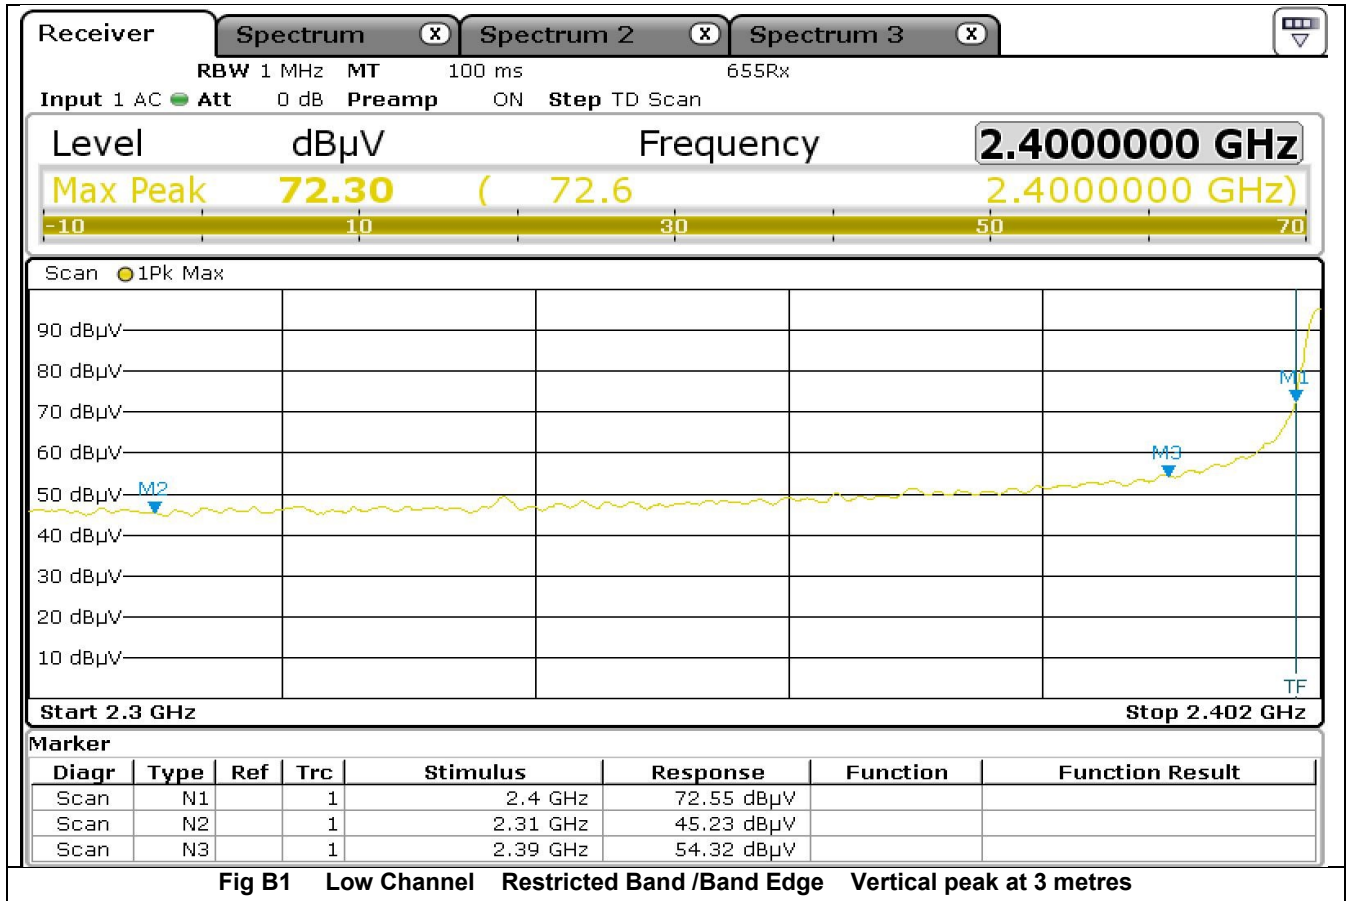 Receiver Spectrum X Spectrum 2 X Spectrum 3 X
RBW 1 MHz MT 100 ms 655Rx
Input 1 AC Att 0 dB Preamp ON Step TD Scan
Level dBµV Frequency 2.4000000 GHz
Max Peak 72.30 ( 72.6 2.4000000 GHz)
-10 10 30 50 70
Scan 1Pk Max
90 dBµV
80 dBµV
M1
70 dBµV
60 dBµV
M3
50 dBµV
M2
40 dBµV
30 dBµV
20 dBµV
10 dBµV
TF
Start 2.3 GHz Stop 2.402 GHz
Marker
Diagr Type Ref Trc Stimulus Response Function Function Result
Scan N1 1 2.4 GHz 72.55 dBµV
Scan N2 1 2.31 GHz 45.23 dBµV
Scan N3 1 2.39 GHz 54.32 dBµV
Fig B1 Low Channel Restricted Band /Band Edge Vertical peak at 3 metres